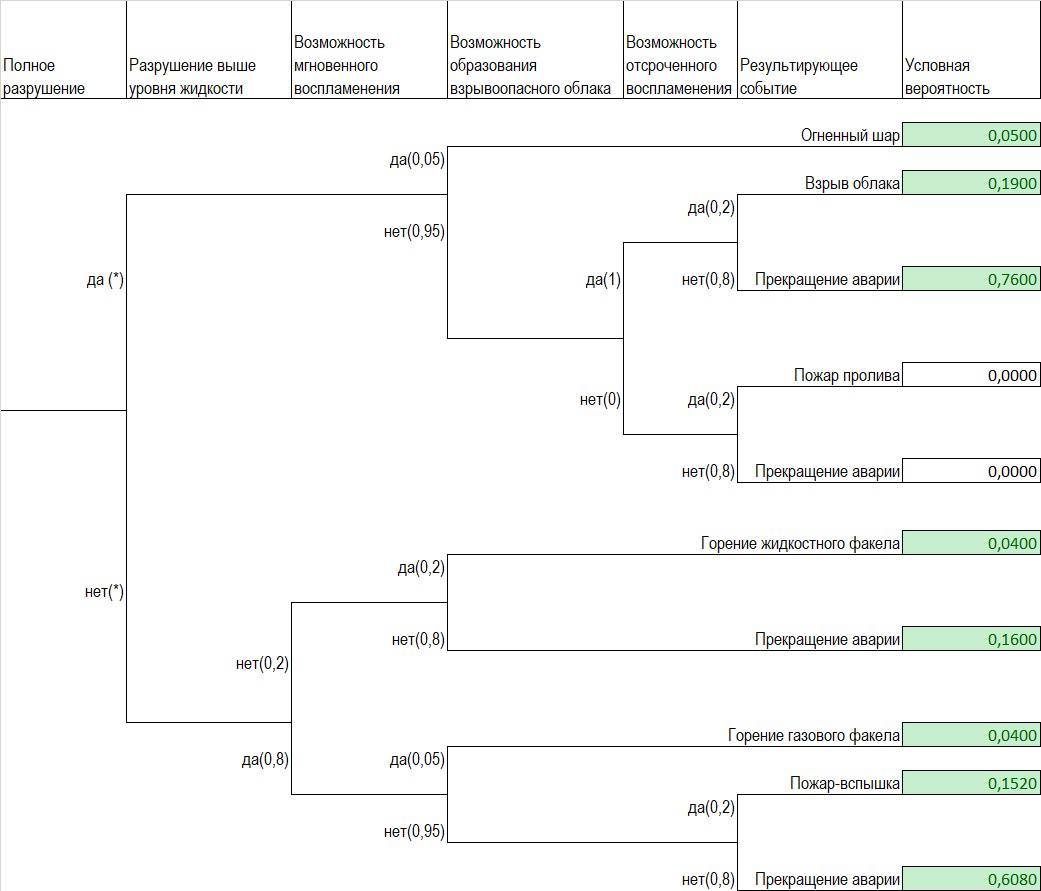 Полное
разрушение
Разрушение выше
уровня жидкости
Возможность
мгновенного
воспламенения
Возможность
образования
взрывоопасного облака
Возможность
отсроченного
воспламенения
Результирующее
событие
Условная
вероятность
Огненный шар 0,0500
да(0,05)
Взрыв облака 0,1900
да(0,2)
нет(0,95)
да (*)
да(1)
нет(0,8) Прекращение аварии 0,7600
Пожар пролива 0,0000
нет(0)
да(0,2)
нет(0,8) Прекращение аварии 0,0000
Горение жидкостного факела 0,0400
да(0,2)
нет(*)
нет(0,8)
Прекращение аварии 0,1600
нет(0,2)
Горение газового факела 0,0400
да(0,8)
да(0,05)
Пожар-вспышка 0,1520
да(0,2)
нет(0,95)
нет(0,8) Прекращение аварии 0,6080